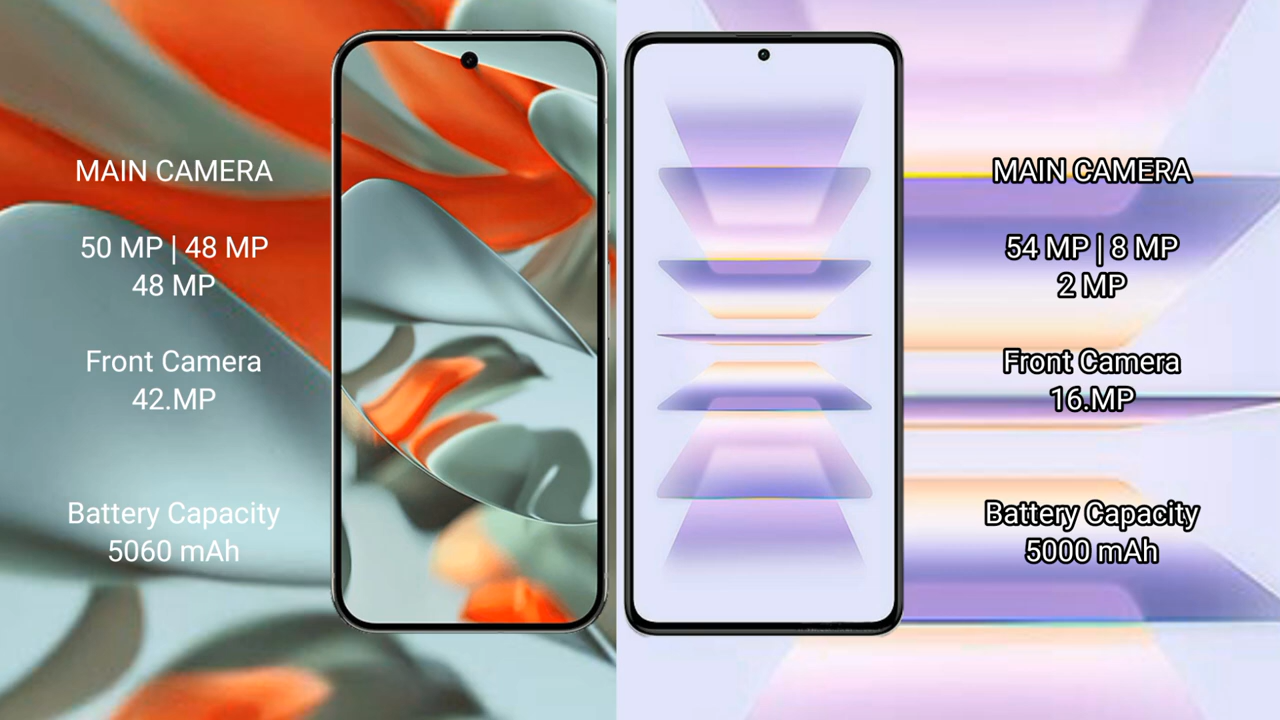 MAIN CAMERA
50 MP | 48 MP
48 MP
Front Camera
42.MP
Battery Capacity
5060 mAh
MAIN CAMERA
54 MP | 8 MP
2 MP
Front Camera
16.MP
Battery Capacity
5000 mAh